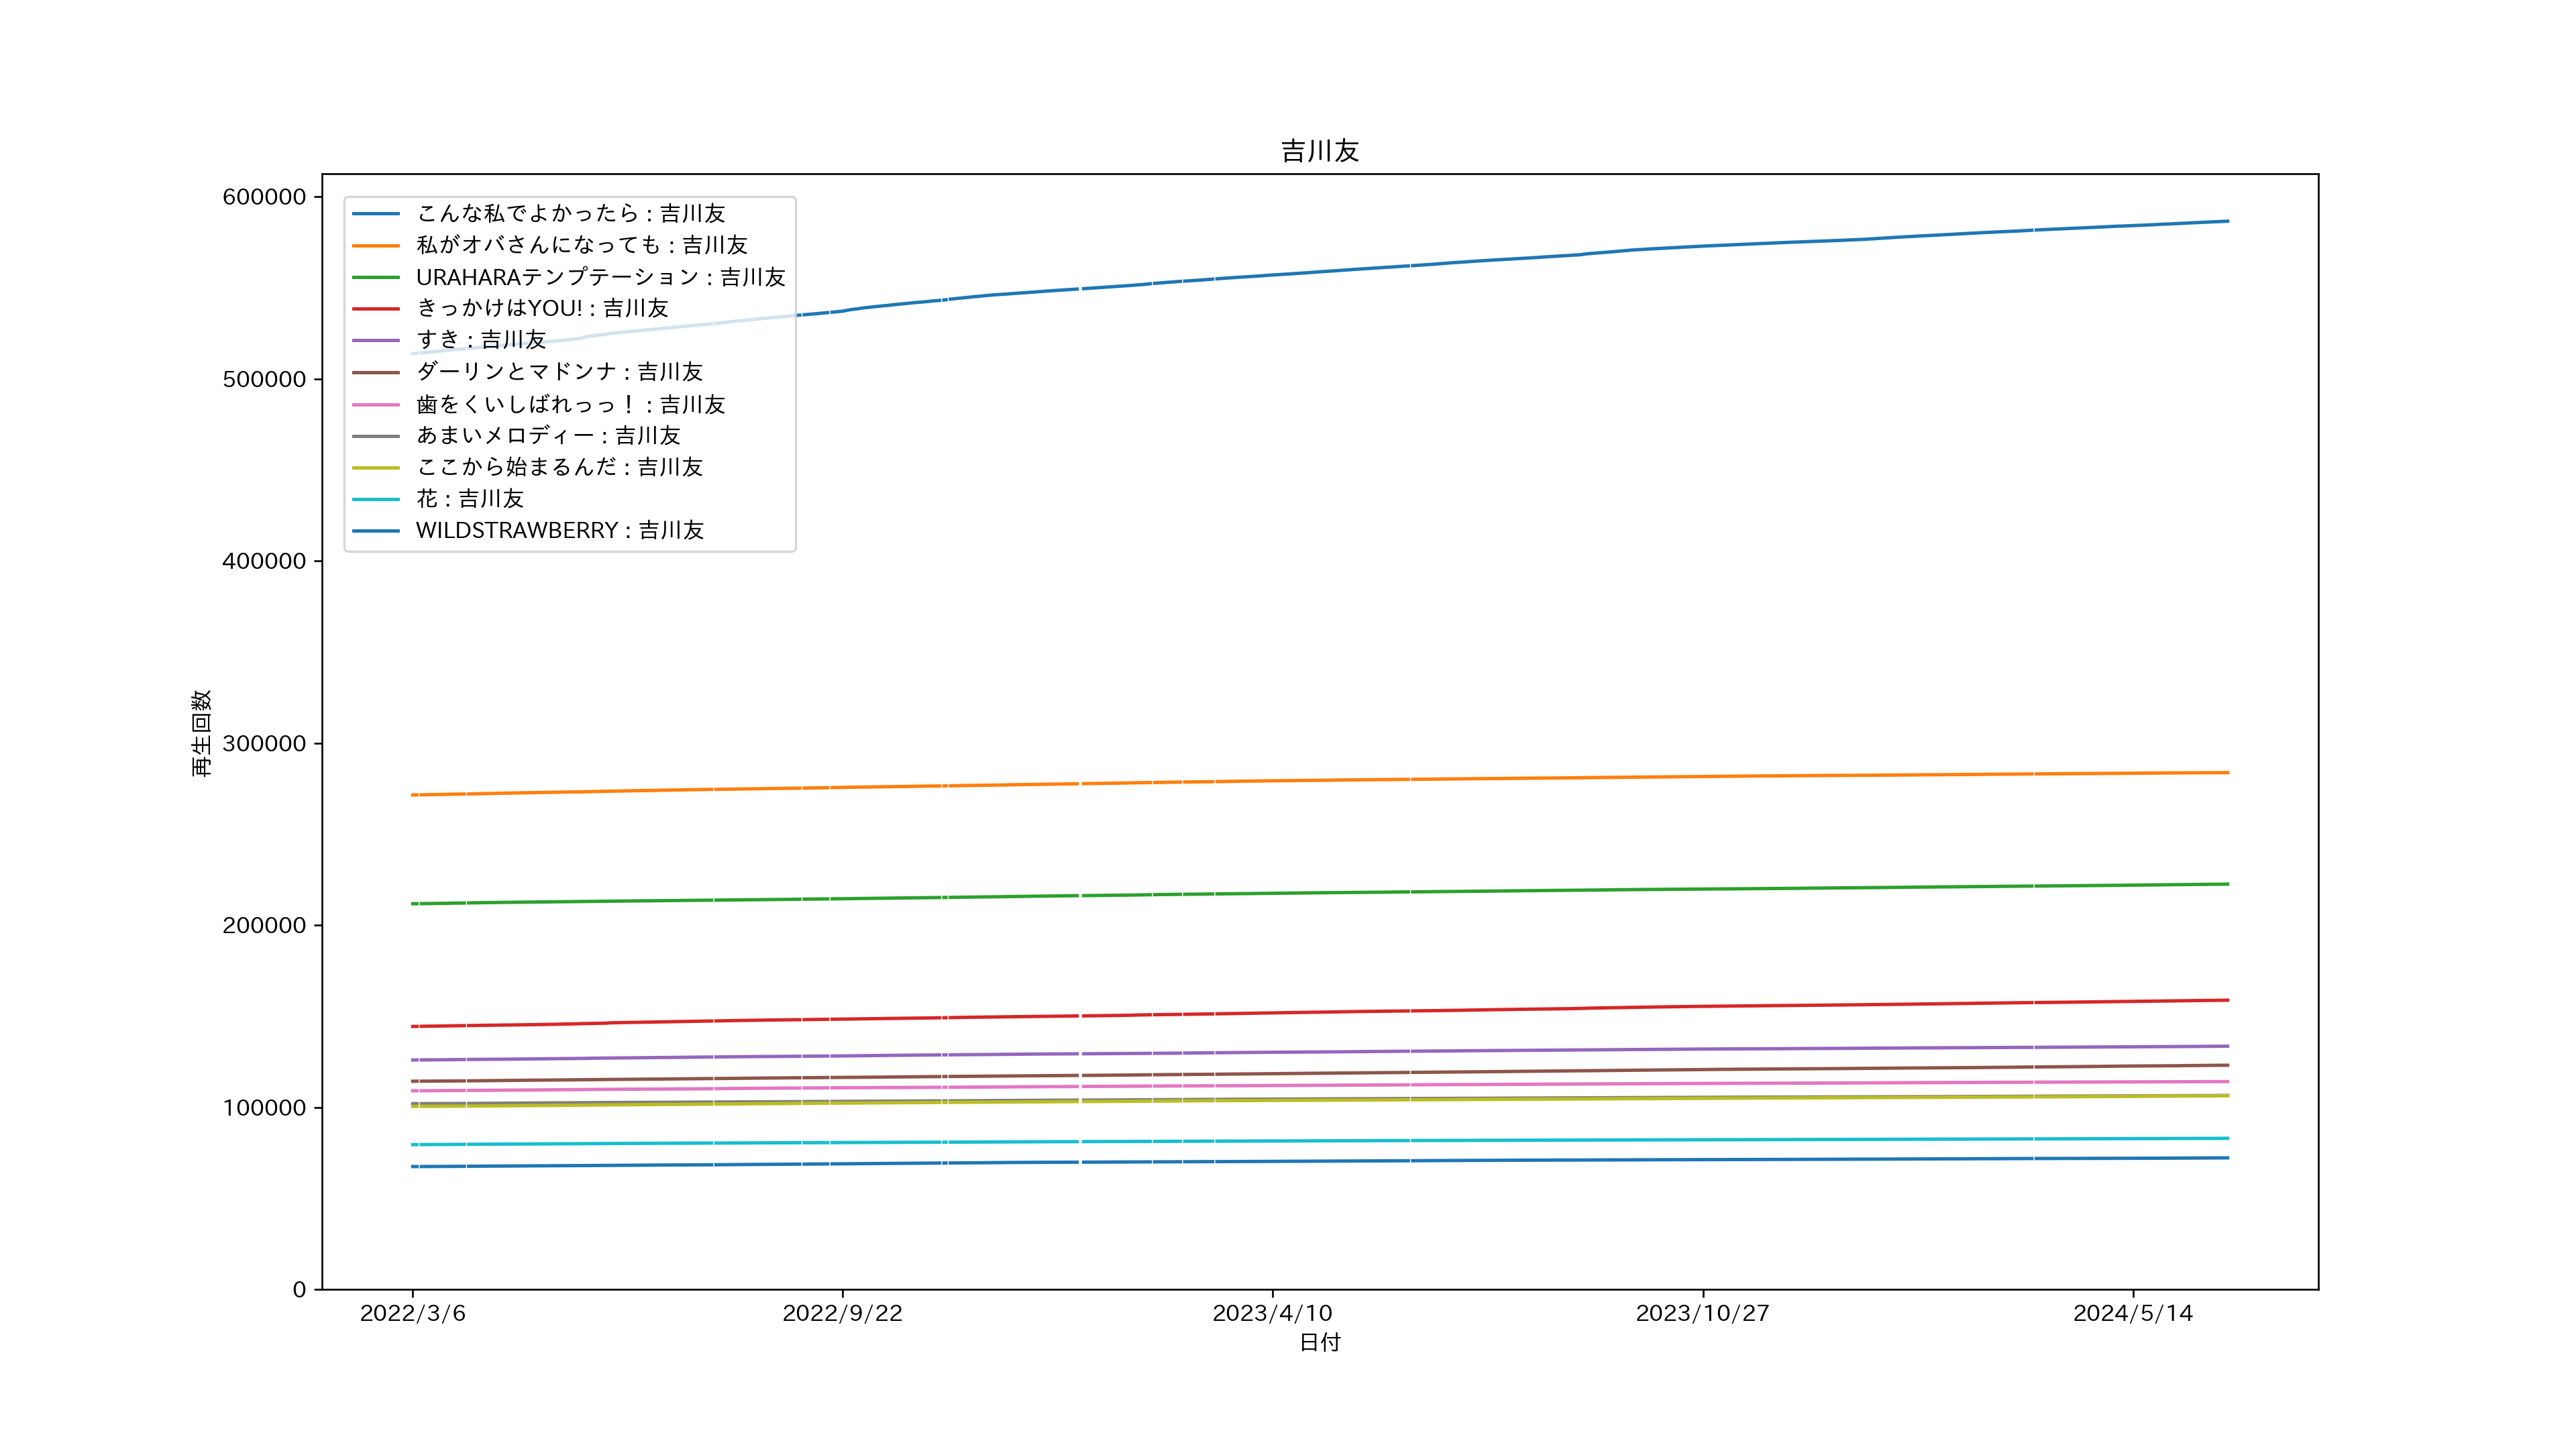 吉川友
600000
500000
400000
300000
200000
100000
0
再生回数
こんな私でよかったら : 吉川友
私がオバさんになっても : 吉川友
URAHARAテンプテーション : 吉川友
きっかけはYOU! : 吉川友
すき : 吉川友
ダーリンとマドンナ : 吉川友
歯をくいしばれっっ！ : 吉川友
あまいメロディー : 吉川友
ここから始まるんだ : 吉川友
花 : 吉川友
WILDSTRAWBERRY : 吉川友
2022/3/6 2022/9/22 2023/4/10 2023/10/27 2024/5/14
日付